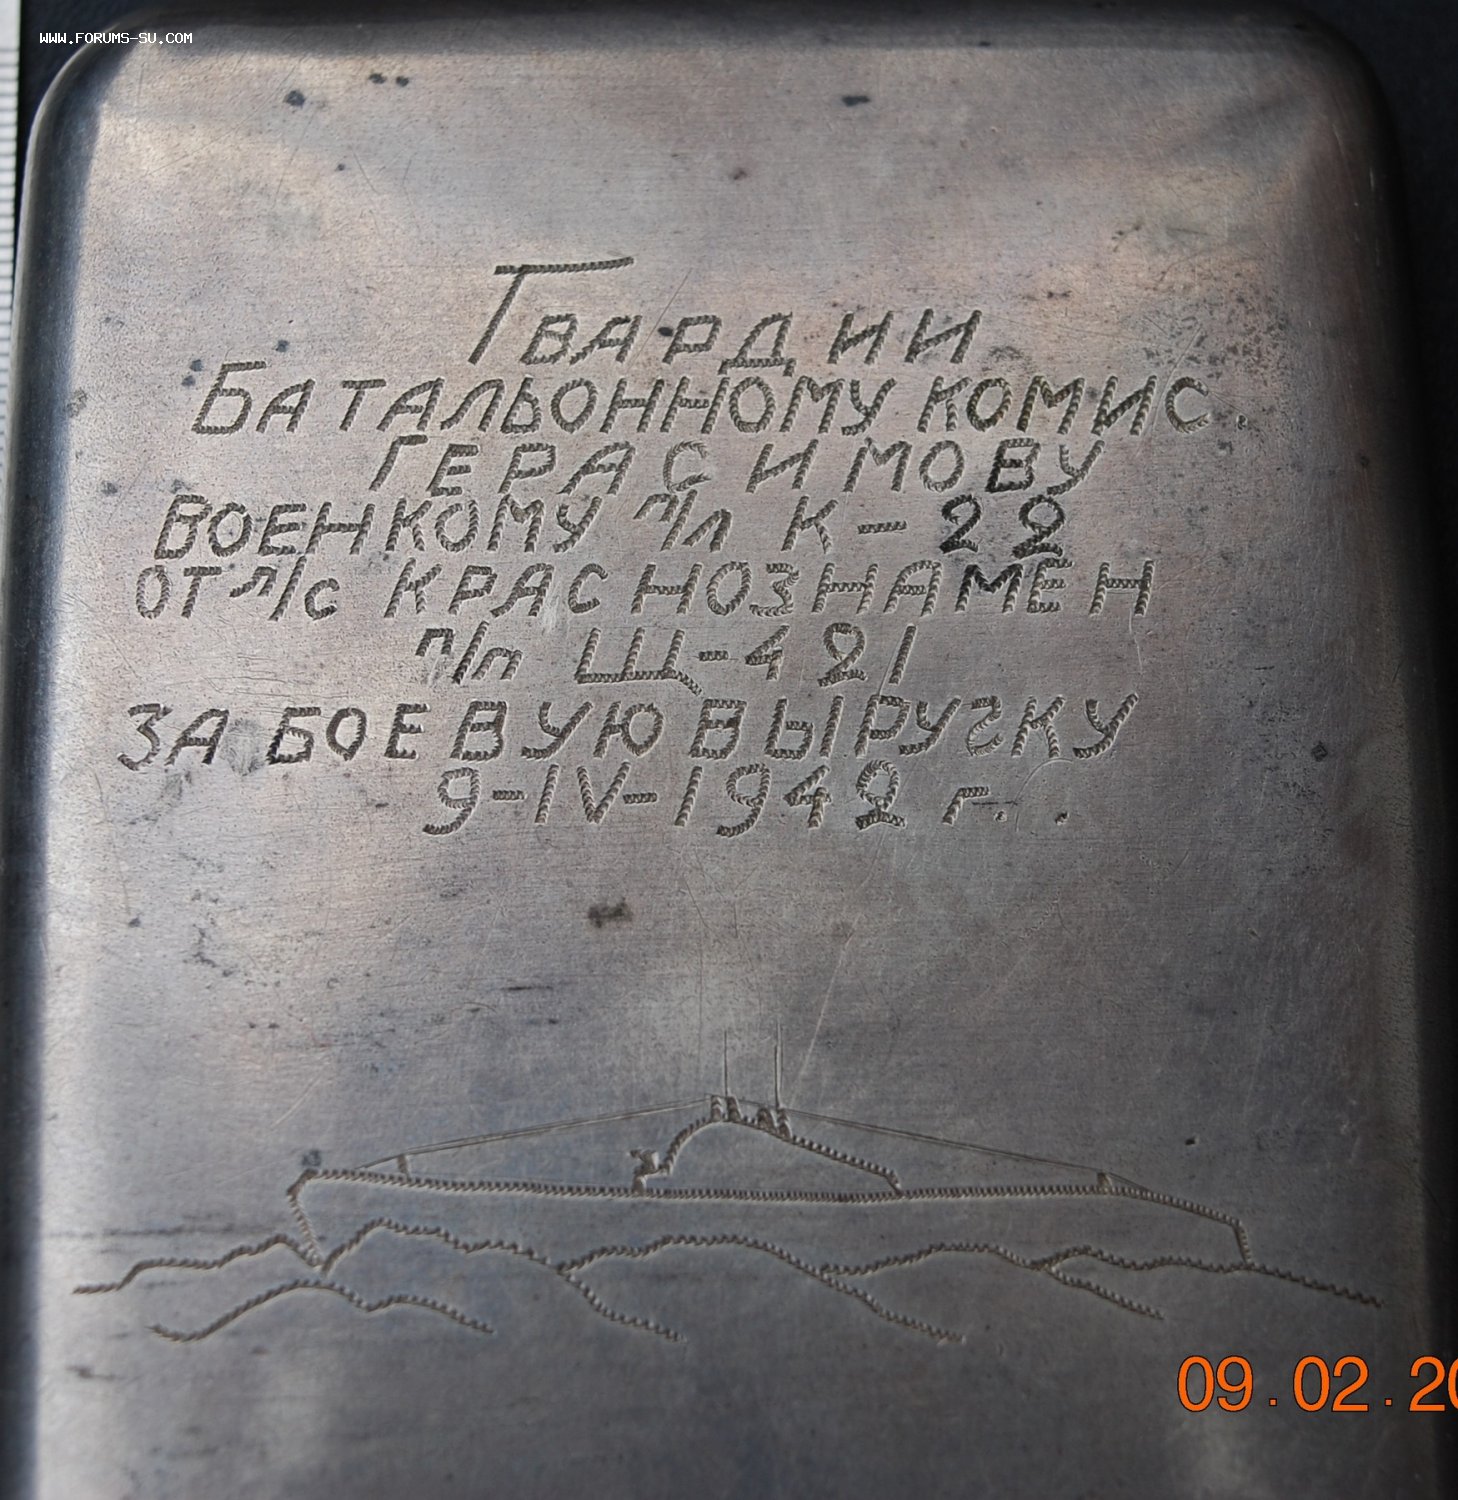 www.FORUMS-SU.COM
Гвардии
Батальонному комис.
Герасимову
Военкому п/л К-22
от л/с Краснознамен
п/л Щ-421
За боевую выручку
9-IV-1942 г.
09.02.20